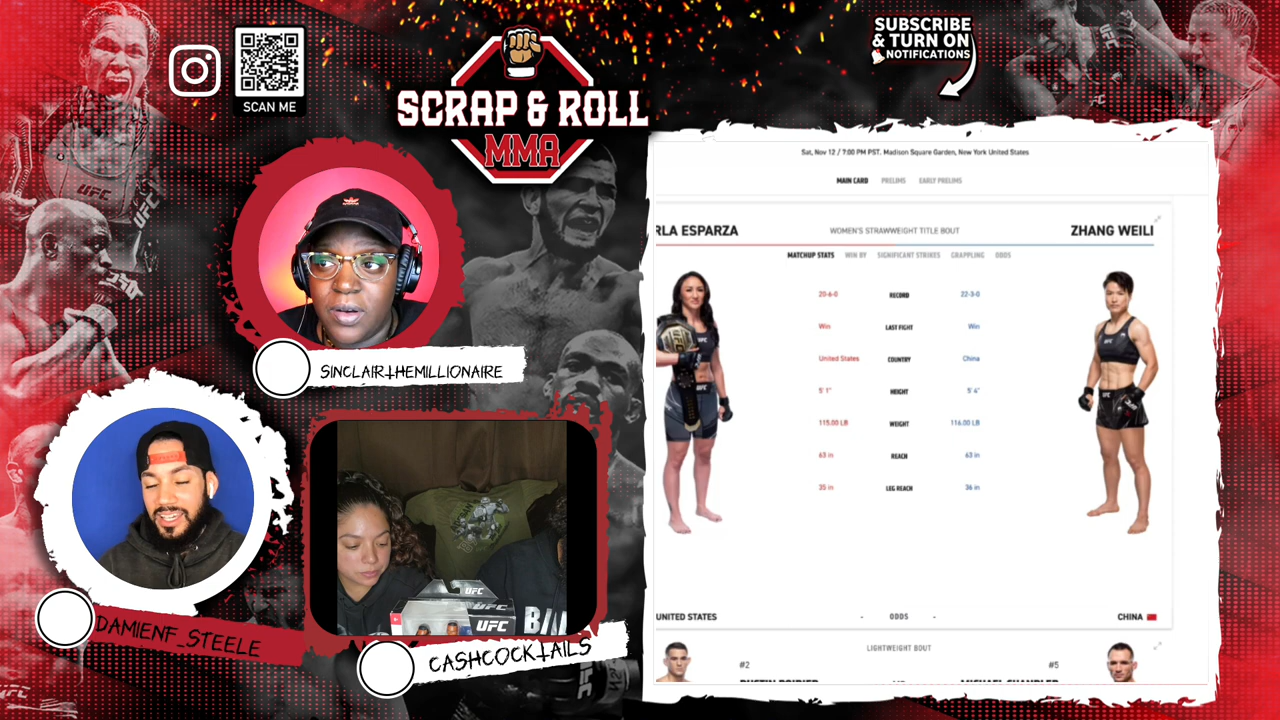 SCAN ME
SCRAP & ROLL
MMA
SUBSCRIBE
& TURN ON
NOTIFICATIONS
SINCLAIRTHEMILLIONAIRE
DAMIENF_STEELE
CASHCOCKTAILS
UFC
UFC
Sat, Nov 12 / 7:00 PM PST. Madison Square Garden, New York United States
MAIN CARD PRELIMS EARLY PRELIMS
RLA ESPARZA WOMEN'S STRAWWEIGHT TITLE BOUT ZHANG WEILI
MATCHUP STATS WIN BY SIGNIFICANT STRIKES GRAPPLING ODDS
20-6-0 RECORD 22-3-0
Win LAST FIGHT Win
United States COUNTRY China
5' 1" HEIGHT 5' 4"
115.00 LB WEIGHT 116.00 LB
63 in REACH 63 in
35 in LEG REACH 36 in
UNITED STATES - ODDS - CHINA
LIGHTWEIGHT BOUT
#2 #5